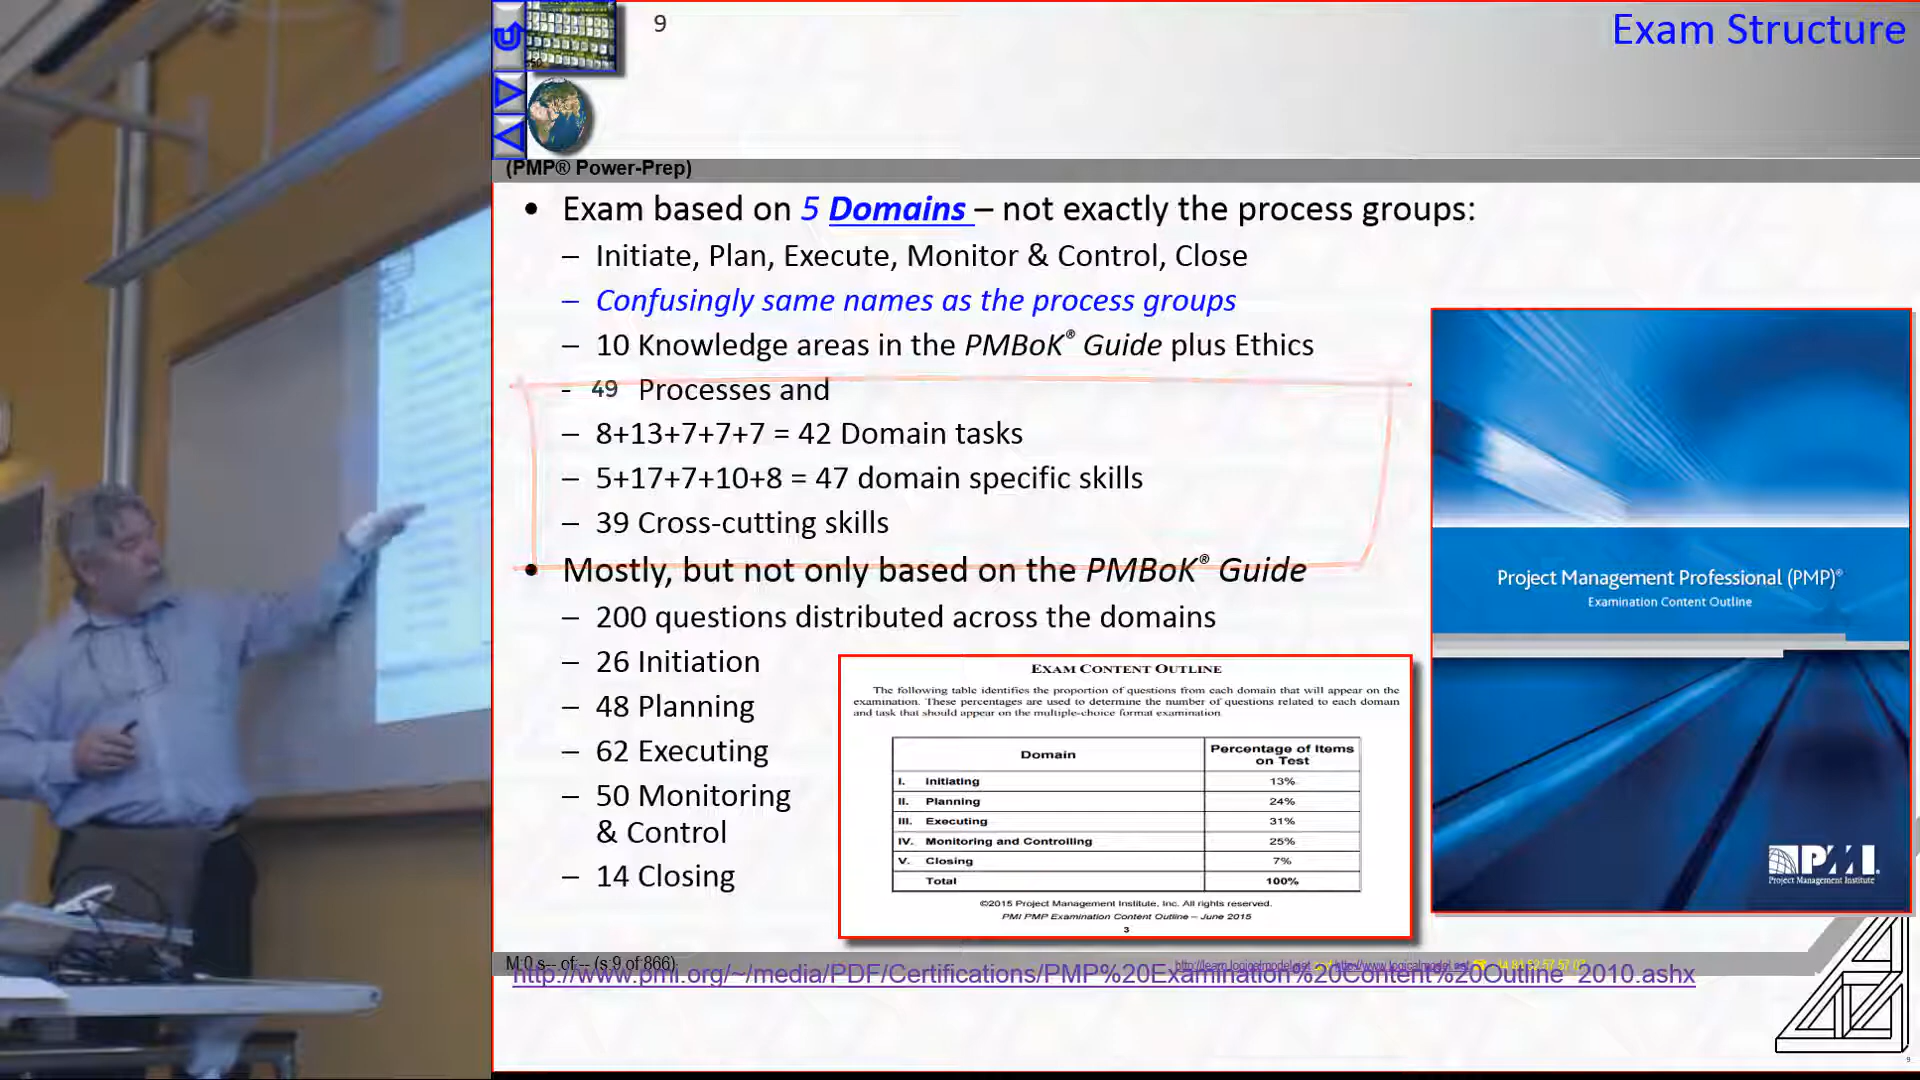 9
Exam Structure
(PMP® Power-Prep)
• Exam based on 5 Domains – not exactly the process groups:
– Initiate, Plan, Execute, Monitor & Control, Close
– Confusingly same names as the process groups
– 10 Knowledge areas in the PMBoK® Guide plus Ethics
- 49 Processes and
– 8+13+7+7+7 = 42 Domain tasks
– 5+17+7+10+8 = 47 domain specific skills
– 39 Cross-cutting skills
• Mostly, but not only based on the PMBoK® Guide
– 200 questions distributed across the domains
– 26 Initiation
– 48 Planning
– 62 Executing
– 50 Monitoring
& Control
– 14 Closing
EXAM CONTENT OUTLINE
The following table identifies the proportion of questions from each domain that will appear on the
examination. These percentages are used to determine the number of questions related to each domain
and task that should appear on the multiple-choice format examination.
Domain Percentage of Items
on Test
I. Initiating 13%
II. Planning 24%
III. Executing 31%
IV. Monitoring and Controlling 25%
V. Closing 7%
Total 100%
©2015 Project Management Institute, Inc. All rights reserved.
PMI PMP Examination Content Outline – June 2015
3
Project Management Professional (PMP)®
Examination Content Outline
PMI
Project Management Institute
M:0 s-- of:-- (s:9 of 866)
http://learn.logicalmodel.net and http://www.logicalmodel.net
http://www.pmi.org/~/media/PDF/Certifications/PMP%20Examination%20Content%20Outline_2010.ashx
9